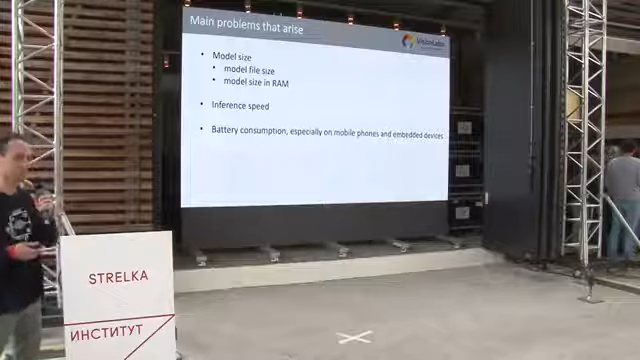 Main problems that arise
VisionLabs
• Model size
• model file size
• model size in RAM
• Inference speed
• Battery consumption, especially on mobile phones and embedded devices
STRELKA
ИНСТИТУТ